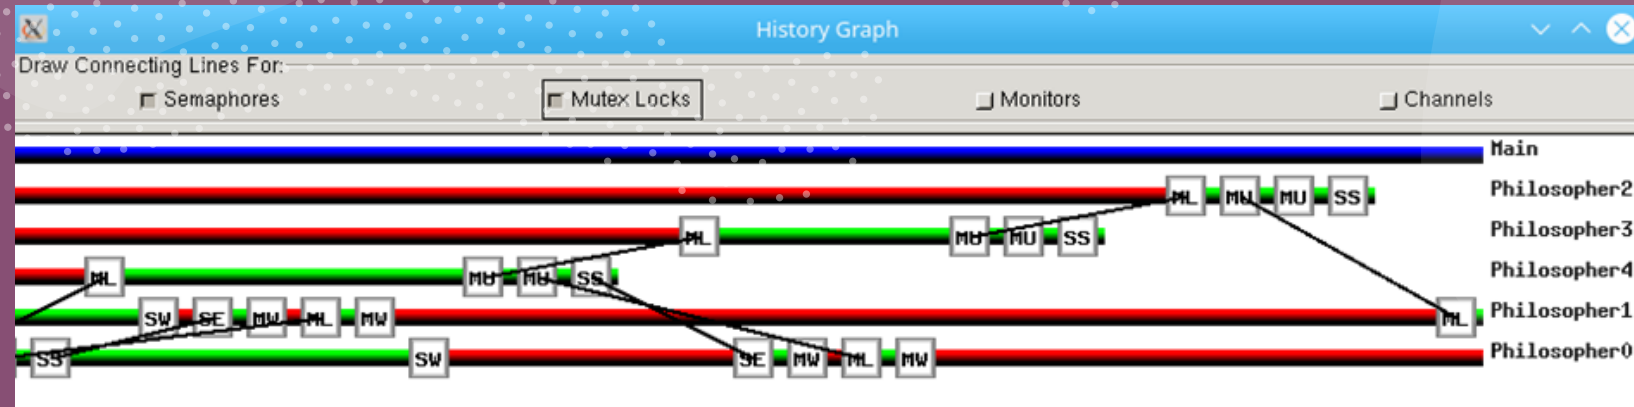 History Graph
Draw Connecting Lines For:
Semaphores Mutex Locks Monitors Channels
Main
ML MU MU SS Philosopher2
ML MU MU SS Philosopher3
ML MU MU SS Philosopher4
SW SE MW ML MW ML Philosopher1
SS SW SE MW ML MW Philosopher0